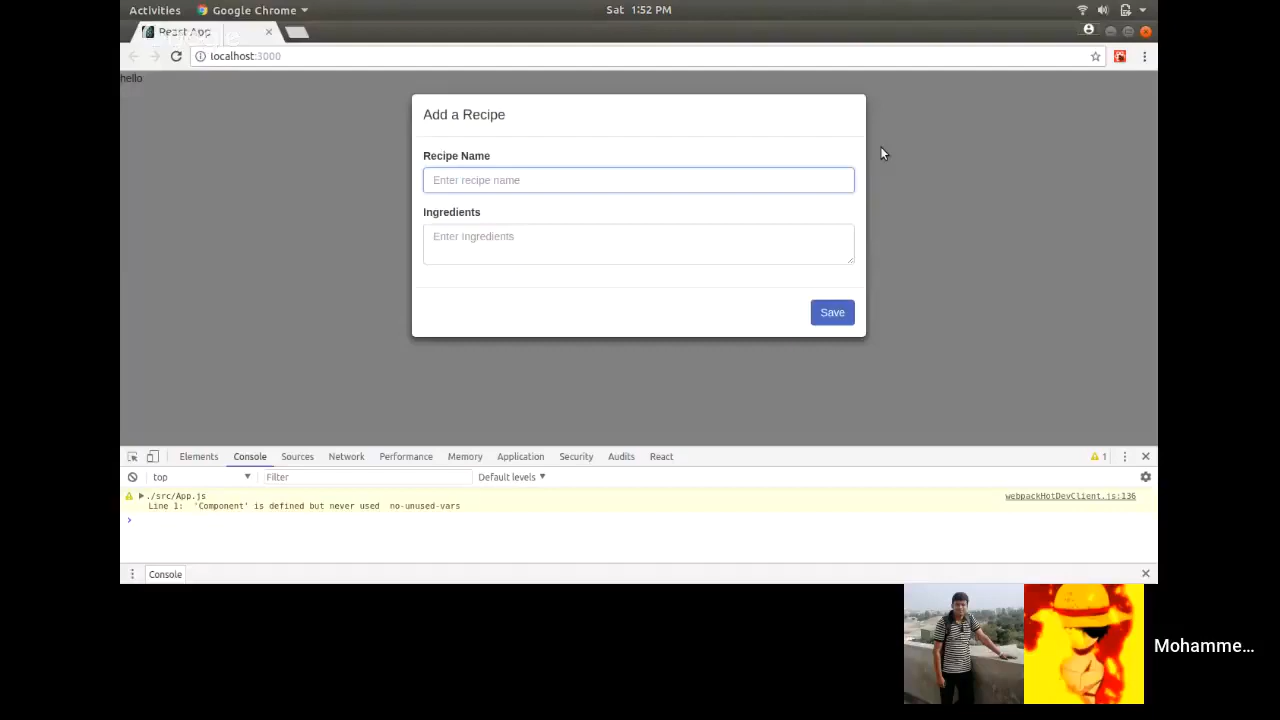 Activities Google Chrome Sat 1:52 PM
React App
localhost:3000
hello
Add a Recipe
Recipe Name
Enter recipe name
Ingredients
Enter Ingredients
Save
Elements Console Sources Network Performance Memory Application Security Audits React 1
top Filter Default levels
./src/App.js webpackHotDevClient.js:136
Line 1: 'Component' is defined but never used no-unused-vars
Console
Mohamme...